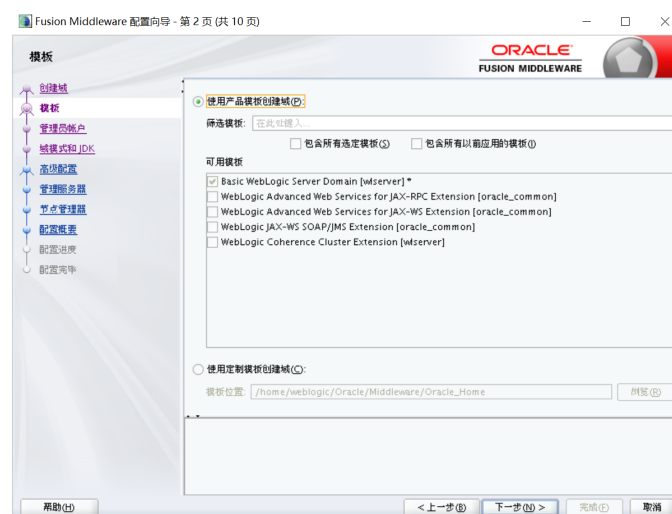 Fusion Middleware 配置向导 - 第 2 页 (共 10 页)
模板
ORACLE
FUSION MIDDLEWARE
创建域
模板
管理员帐户
域模式和 JDK
高级配置
管理服务器
节点管理器
配置概要
配置进度
配置完毕
使用产品模板创建域(P):
筛选模板: 在此处键入...
包含所有选定模板(S) 包含所有以前应用的模板(I)
可用模板
Basic WebLogic Server Domain [wlserver] *
WebLogic Advanced Web Services for JAX-RPC Extension [oracle_common]
WebLogic Advanced Web Services for JAX-WS Extension [oracle_common]
WebLogic JAX-WS SOAP/JMS Extension [oracle_common]
WebLogic Coherence Cluster Extension [wlserver]
使用定制模板创建域(C):
模板位置: /home/weblogic/Oracle/Middleware/Oracle_Home 浏览(R)
帮助(H) < 上一步(B) 下一步(N) > 完成(F) 取消